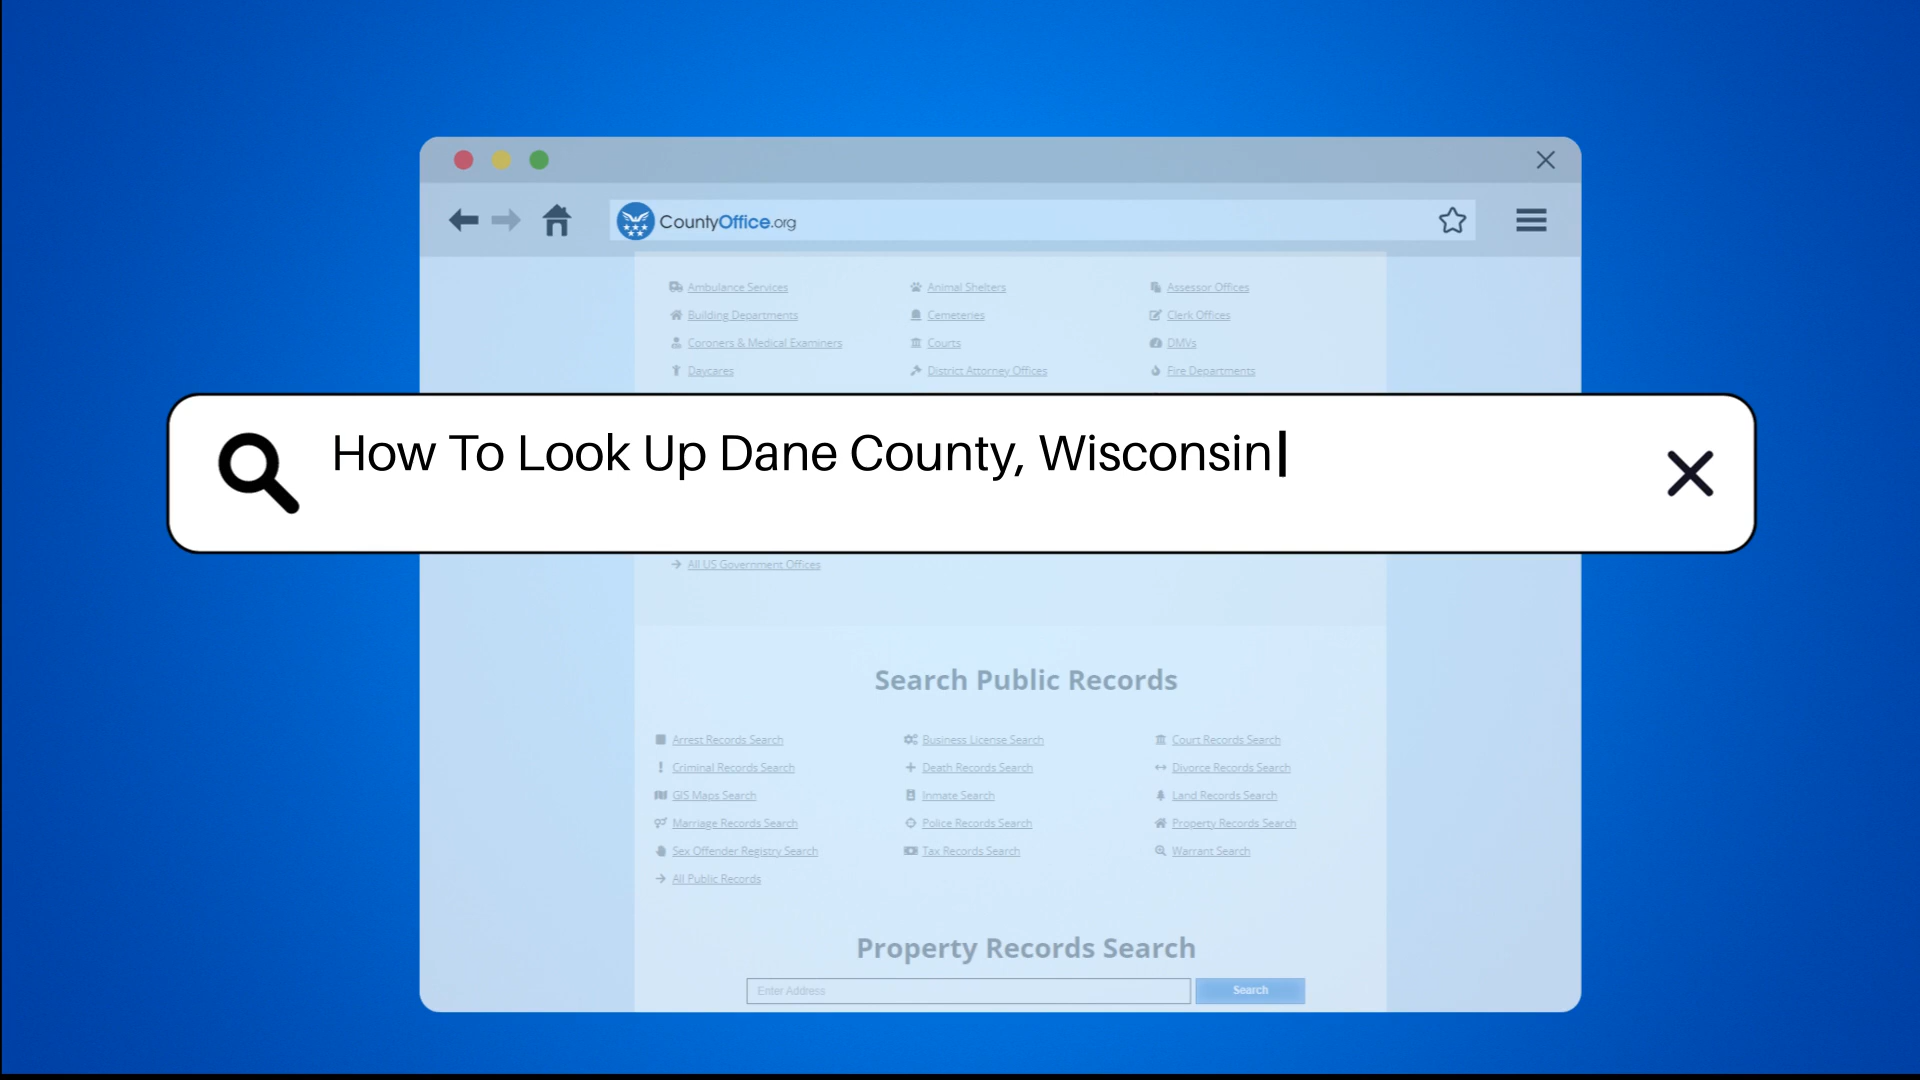 CountyOffice.org
Ambulance Services Animal Shelters Assessor Offices
Building Departments Cemeteries Clerk Offices
Coroners & Medical Examiners Courts DMVs
Daycares District Attorney Offices Fire Departments
How To Look Up Dane County, Wisconsin
All US Government Offices
Search Public Records
Arrest Records Search Business License Search Court Records Search
Criminal Records Search Death Records Search Divorce Records Search
GIS Maps Search Inmate Search Land Records Search
Marriage Records Search Police Records Search Property Records Search
Sex Offender Registry Search Tax Records Search Warrant Search
All Public Records
Property Records Search
Enter Address Search